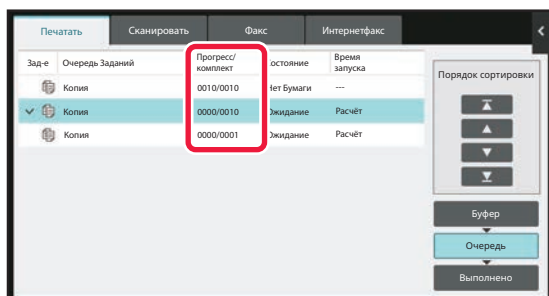 Печатать Сканировать Факс Интернетфакс
Зад-е Очередь Заданий Прогресс/комплект остояние Время запуска
Копия 0010/0010 Нет Бумаги ---
Копия 0000/0010 Ожидание Расчёт
Копия 0000/0001 Ожидание Расчёт
Порядок сортировки
Буфер
Очередь
Выполнено